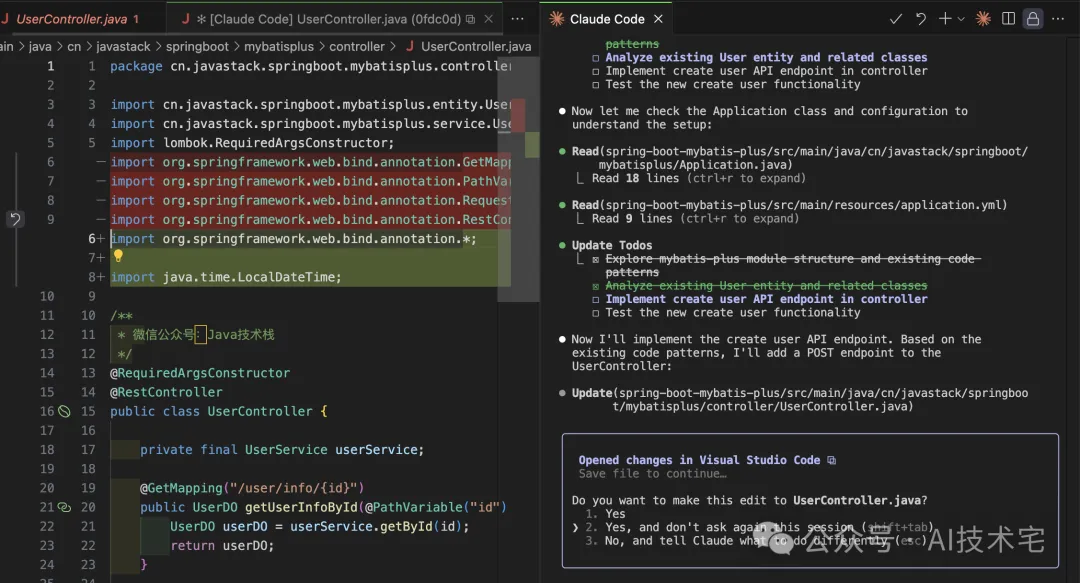 UserController.java 1
[Claude Code] UserController.java (0fdc0d)
ain > java > cn > javastack > springboot > mybatisplus > controller > J UserController.java
1 1 package cn.javastack.springboot.mybatisplus.controller
2 2
3 3 import cn.javastack.springboot.mybatisplus.entity.Use
4 4 import cn.javastack.springboot.mybatisplus.service.Us
5 5 import lombok.RequiredArgsConstructor;
6 — import org.springframework.web.bind.annotation.GetMapp
7 — import org.springframework.web.bind.annotation.PathVar
8 — import org.springframework.web.bind.annotation.Reques
9 — import org.springframework.web.bind.annotation.RestCon
6+ import org.springframework.web.bind.annotation.*;
7+
8+ import java.time.LocalDateTime;
10 9
11 10 /**
12 11 * 微信公众号：Java技术栈
13 12 */
14 13 @RequiredArgsConstructor
15 14 @RestController
16 15 public class UserController {
17 16
18 17 private final UserService userService;
19 18
20 19 @GetMapping("/user/info/{id}")
21 20 public UserDO getUserInfoById(@PathVariable("id")
22 21 UserDO userDO = userService.getById(id);
23 22 return userDO;
24 23 }
Claude Code
patterns
☐ Analyze existing User entity and related classes
☐ Implement create user API endpoint in controller
☐ Test the new create user functionality
● Now let me check the Application class and configuration to
understand the setup:
● Read(spring-boot-mybatis-plus/src/main/java/cn/javastack/springboot/
mybatisplus/Application.java)
⎿ Read 18 lines (ctrl+r to expand)
● Read(spring-boot-mybatis-plus/src/main/resources/application.yml)
⎿ Read 9 lines (ctrl+r to expand)
● Update Todos
⎿ ☒ Explore mybatis-plus module structure and existing code
patterns
☒ Analyze existing User entity and related classes
☐ Implement create user API endpoint in controller
☐ Test the new create user functionality
● Now I'll implement the create user API endpoint. Based on the
existing code patterns, I'll add a POST endpoint to the
UserController:
● Update(spring-boot-mybatis-plus/src/main/java/cn/javastack/springboo
t/mybatisplus/controller/UserController.java)
Opened changes in Visual Studio Code
Save file to continue…
Do you want to make this edit to UserController.java?
1. Yes
❯ 2. Yes, and don't ask again this session (shift+tab)
3. No, and tell Claude what to do differently (esc)
公众号 · AI技术宅